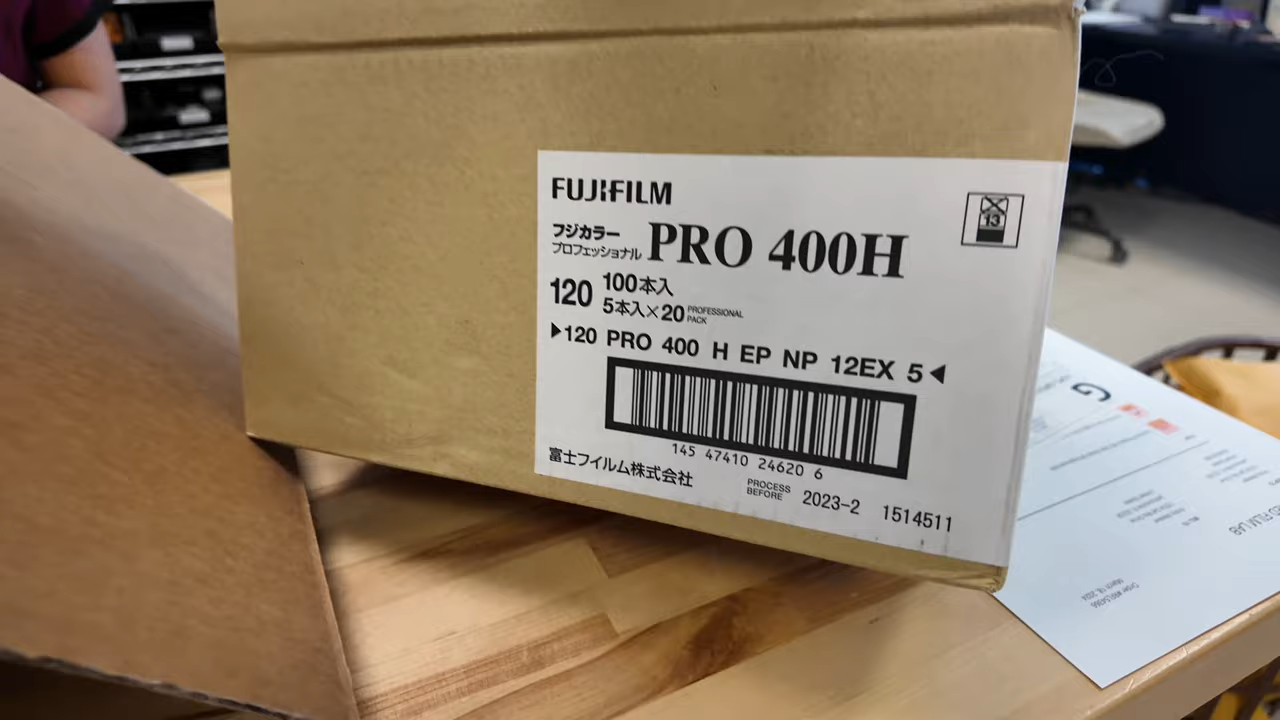 FUJIFILM
13
フジカラー
プロフェッショナル
PRO 400H
120
100本入
5本入×20
PROFESSIONAL
PACK
▶120 PRO 400 H EP NP 12EX 5◀
145 47410 24620 6
富士フイルム株式会社
PROCESS
BEFORE
2023-2
1514511
G